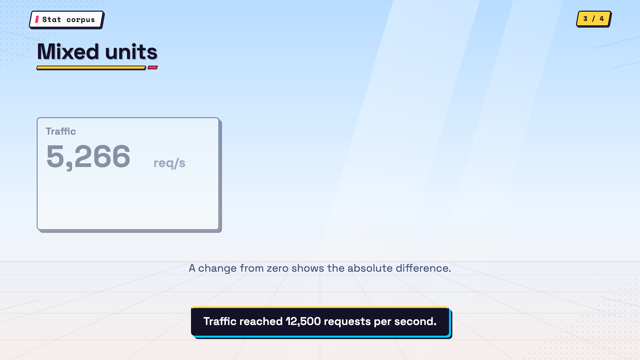 Stat corpus
3 / 4
Mixed units
Traffic
5,266 req/s
A change from zero shows the absolute difference.
Traffic reached 12,500 requests per second.